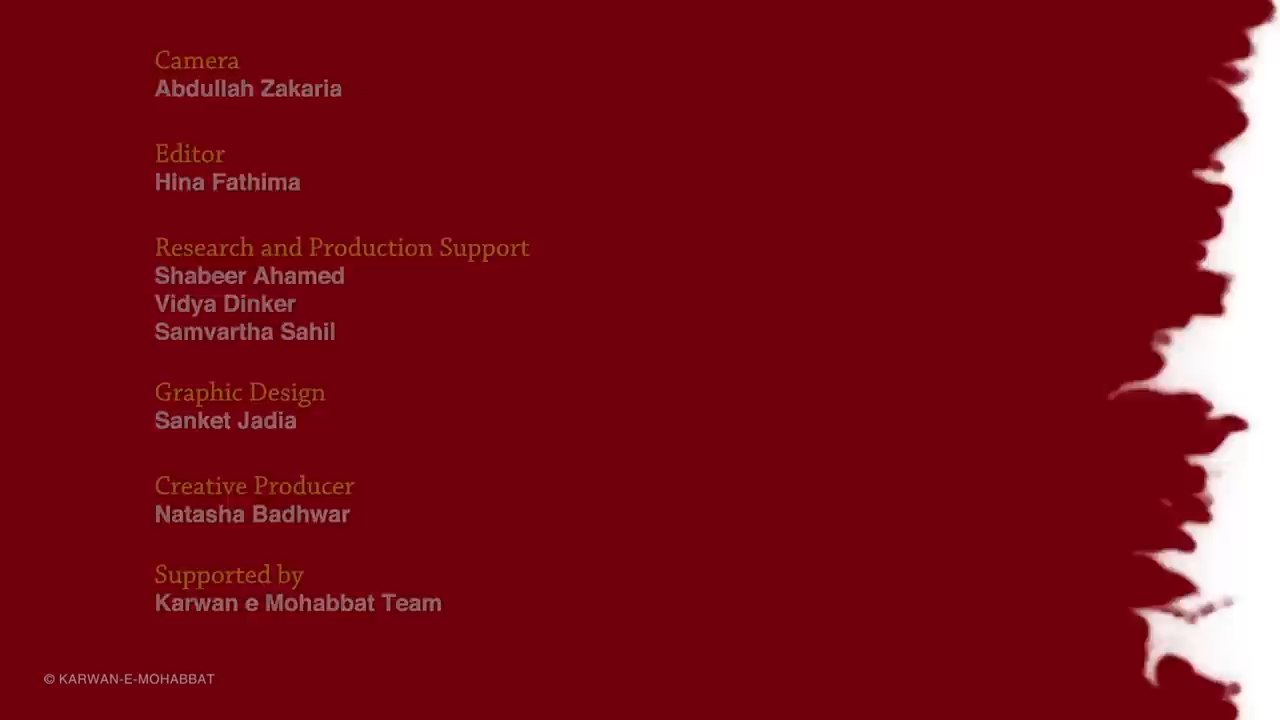 Camera
Abdullah Zakaria
Editor
Hina Fathima
Research and Production Support
Shabeer Ahamed
Vidya Dinker
Samvartha Sahil
Graphic Design
Sanket Jadia
Creative Producer
Natasha Badhwar
Supported by
Karwan e Mohabbat Team
© KARWAN-E-MOHABBAT